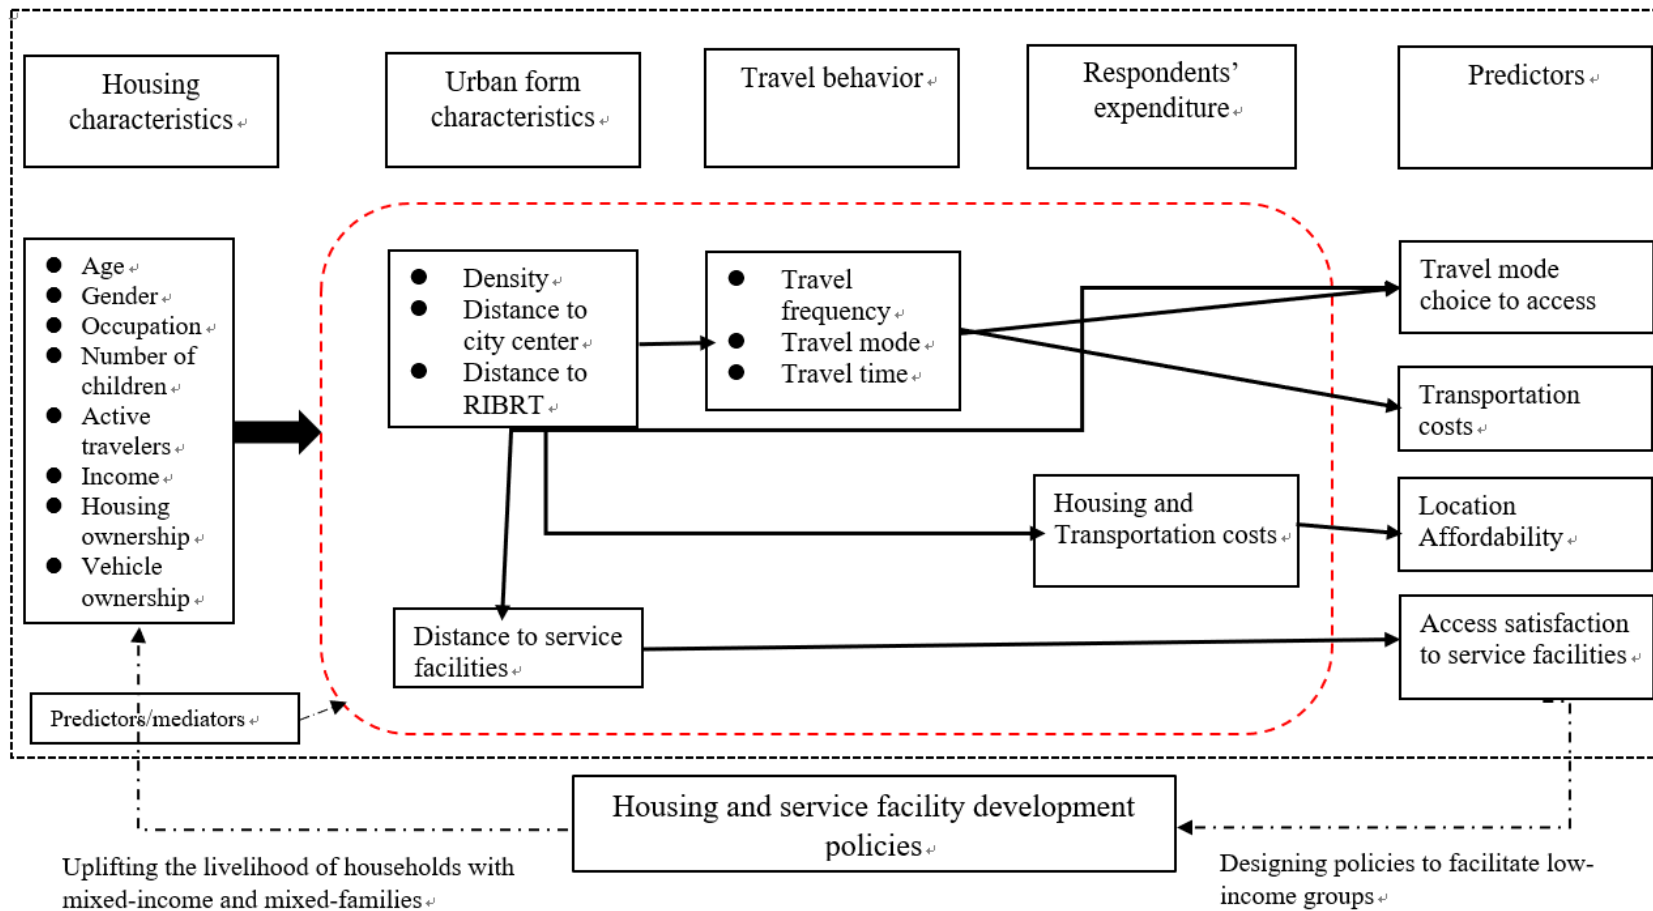 Housing
characteristics
Urban form
characteristics
Travel behavior
Respondents’
expenditure
Predictors
● Age
● Gender
● Occupation
● Number of
children
● Active
travelers
● Income
● Housing
ownership
● Vehicle
ownership
● Density
● Distance to
city center
● Distance to
RIBRT
● Travel
frequency
● Travel mode
● Travel time
Travel mode
choice to access
Transportation
costs
Housing and
Transportation costs
Location
Affordability
Distance to service
facilities
Access satisfaction
to service facilities
Predictors/mediators
Housing and service facility development
policies
Uplifting the livelihood of households with
mixed-income and mixed-families
Designing policies to facilitate low-
income groups